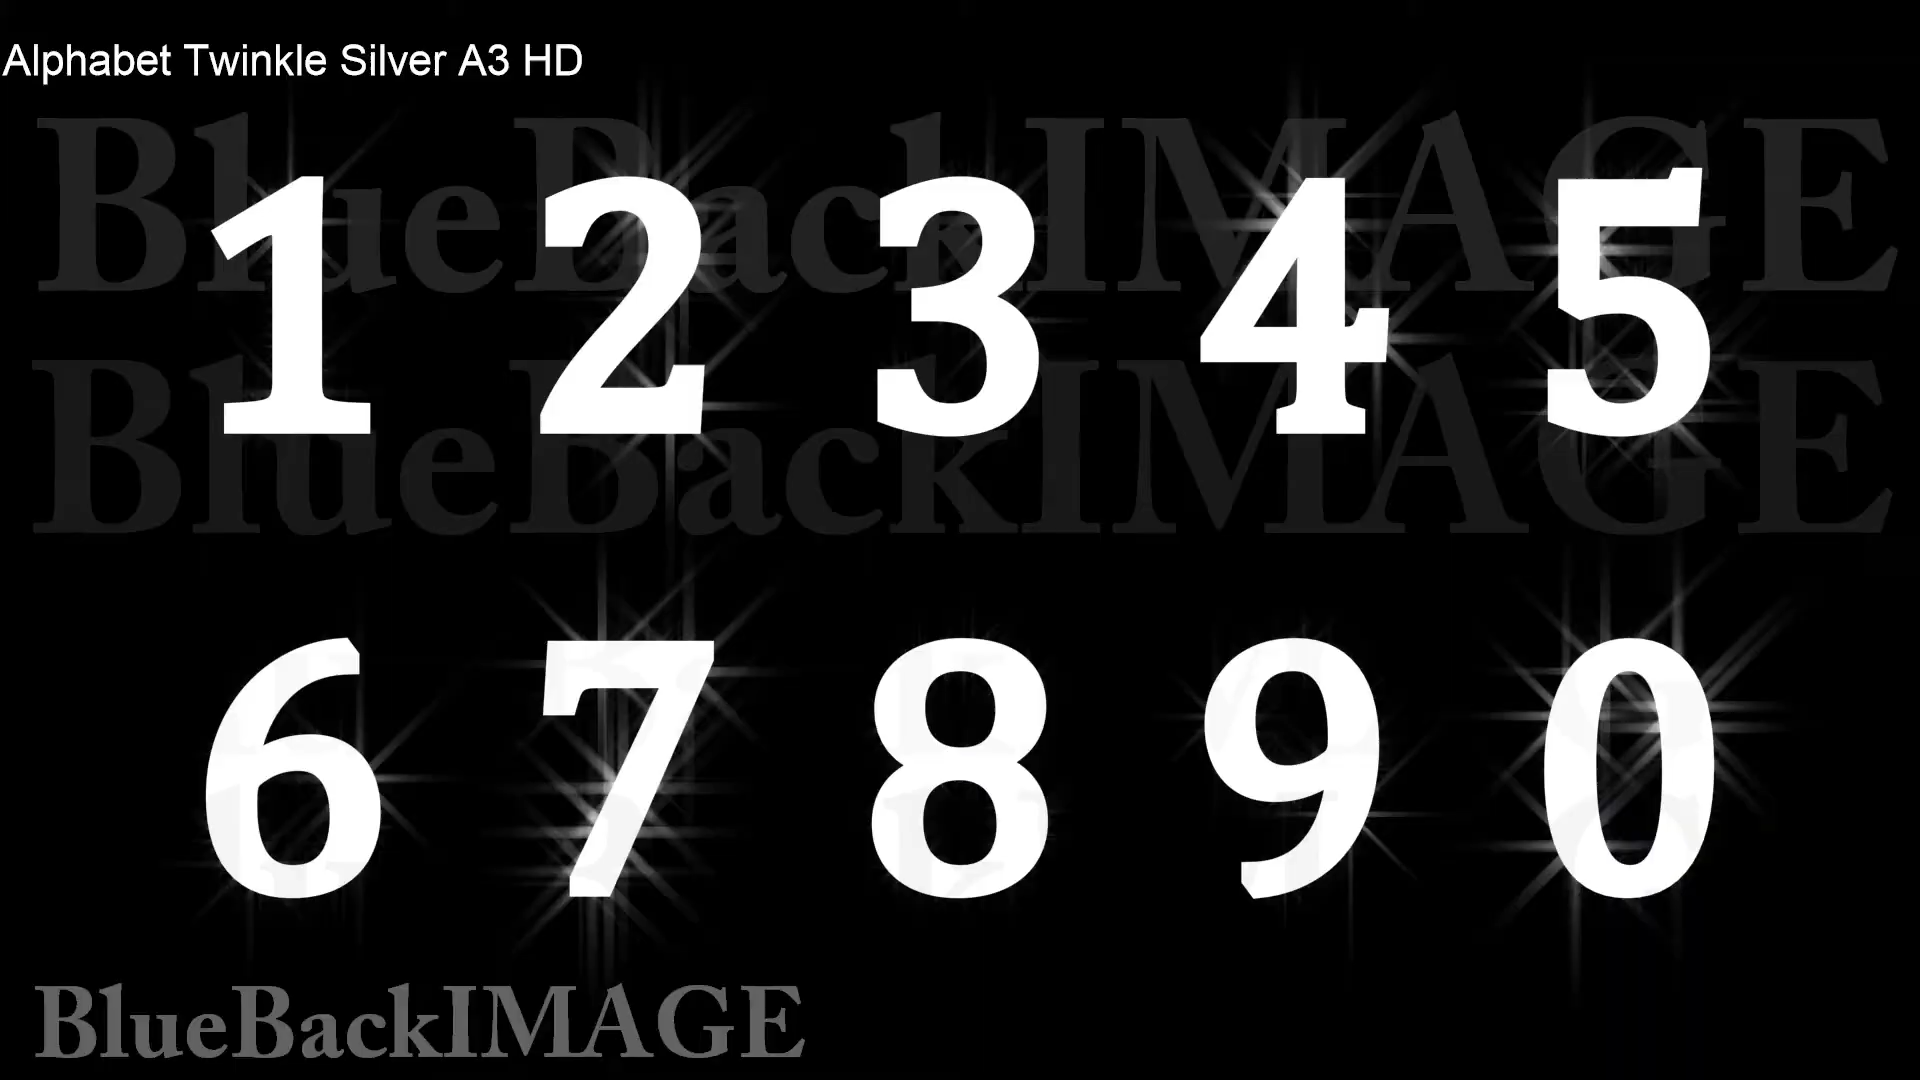 Alphabet Twinkle Silver A3 HD
BlueBackIMAGE
1 2 3 4 5
BlueBackIMAGE
6 7 8 9 0
BlueBackIMAGE